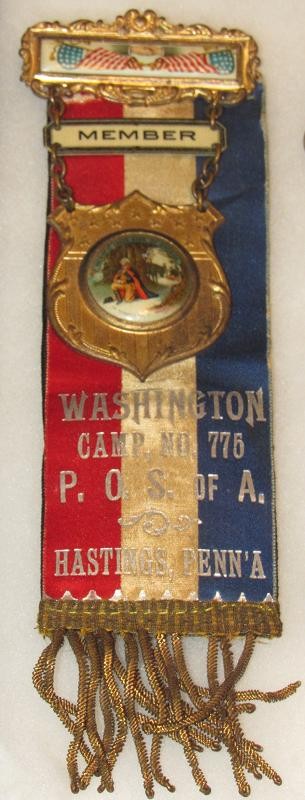 MEMBER
WASHINGTON
CAMP, NO. 775
P. O. S. OF A.
HASTINGS, PENN'A